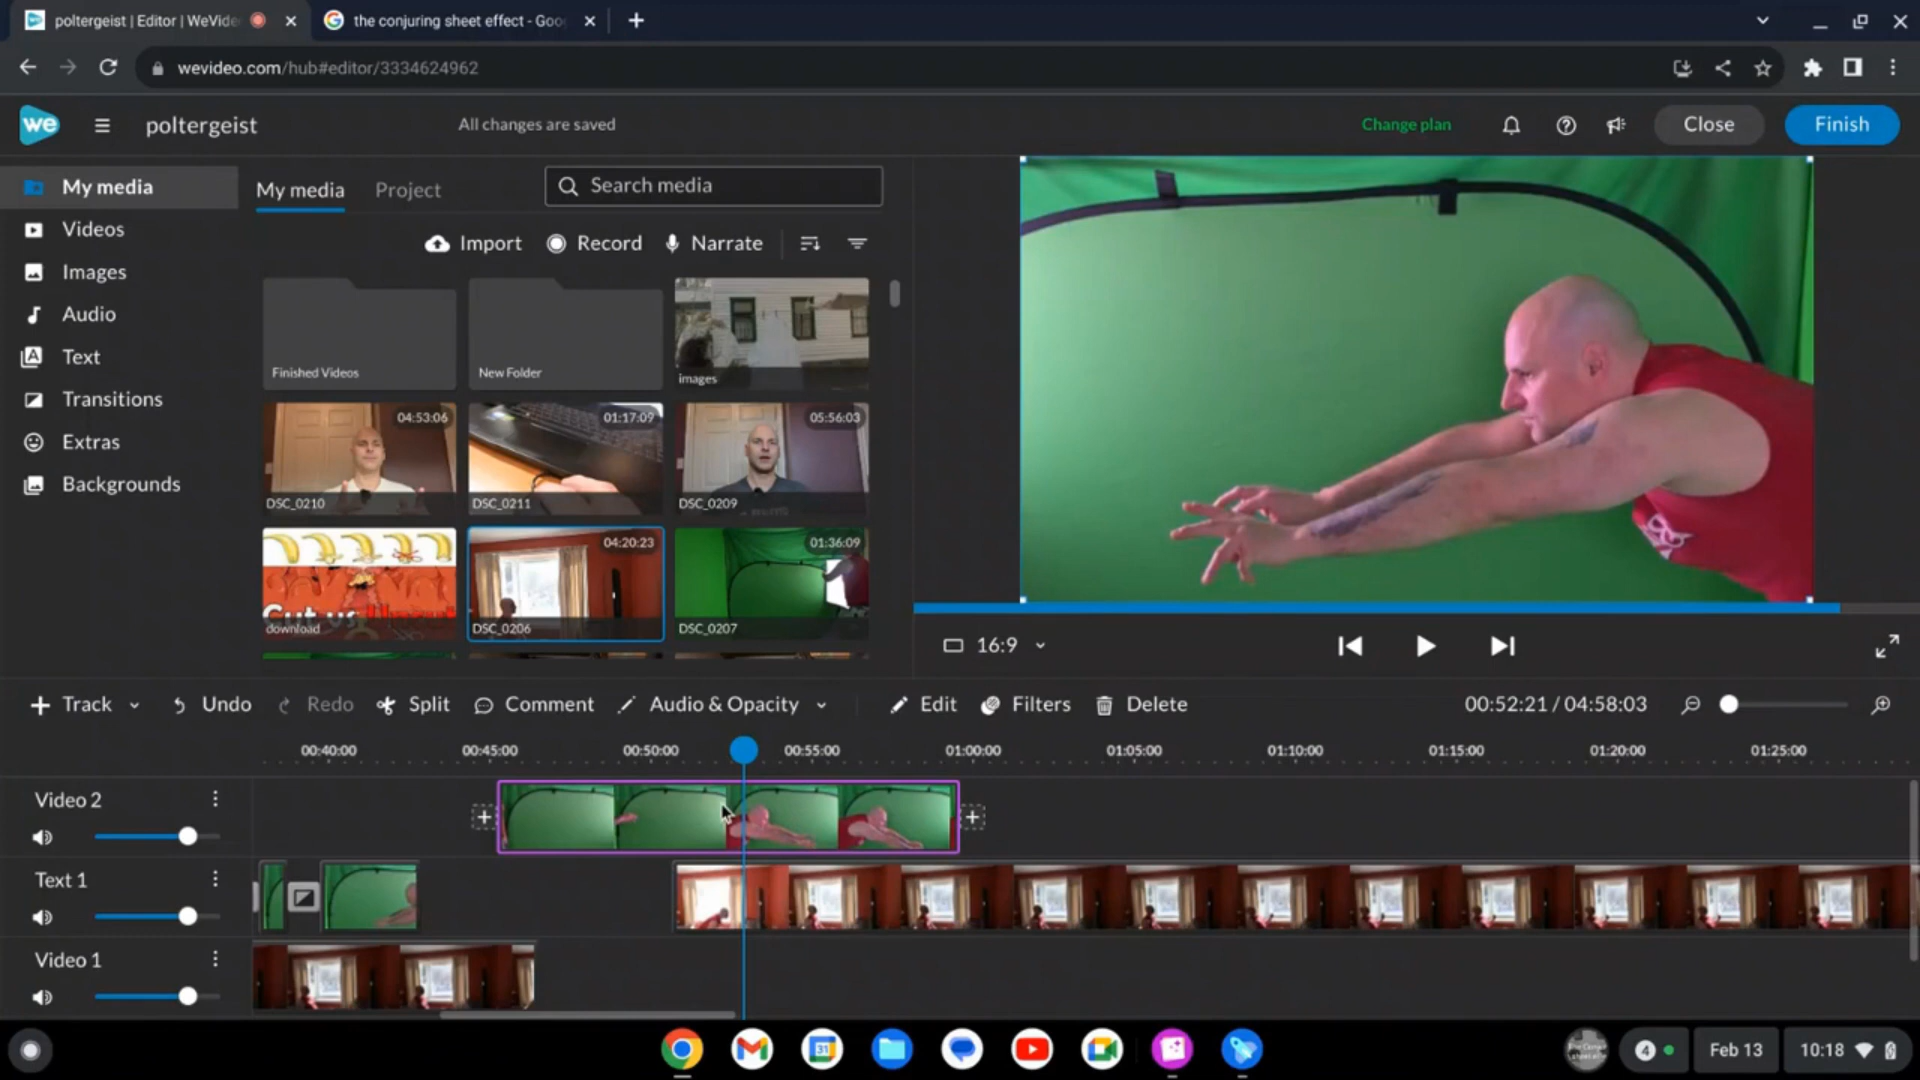 poltergeist | Editor | WeVide
the conjuring sheet effect - Goo
wevideo.com/hub#editor/3334624962
we
poltergeist
All changes are saved
Change plan
Close
Finish
My media
Videos
Images
Audio
Text
Transitions
Extras
Backgrounds
My media
Project
Search media
Import
Record
Narrate
Finished Videos
New Folder
images
04:53:06
DSC_0210
01:17:09
DSC_0211
05:56:03
DSC_0209
download
04:20:23
DSC_0206
01:36:09
DSC_0207
16:9
Track
Undo
Redo
Split
Comment
Audio & Opacity
Edit
Filters
Delete
00:52:21 / 04:58:03
00:40:00
00:45:00
00:50:00
00:55:00
01:00:00
01:05:00
01:10:00
01:15:00
01:20:00
01:25:00
Video 2
Text 1
Video 1
31
4
Feb 13
10:18